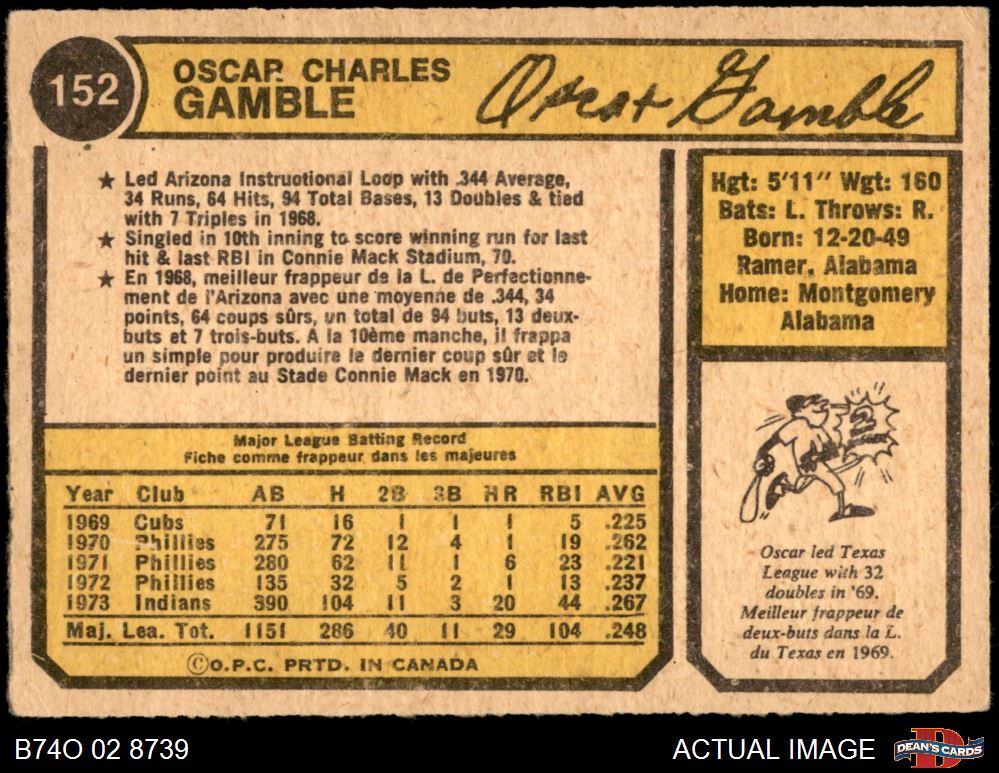 152
OSCAR CHARLES
GAMBLE
Oscar Gamble
★ Led Arizona Instructional Loop with .344 Average,
34 Runs, 64 Hits, 94 Total Bases, 13 Doubles & tied
with 7 Triples in 1968.
★ Singled in 10th inning to score winning run for last
hit & last RBI in Connie Mack Stadium, 70.
★ En 1968, meilleur frappeur de la L. de Perfectionne-
ment de l'Arizona avec une moyenne de .344, 34
points, 64 coups sûrs, un total de 94 buts, 13 deux-
buts et 7 trois-buts. A la 10ème manche, il frappa
un simple pour produire le dernier coup sûr et le
dernier point au Stade Connie Mack en 1970.
Hgt: 5'11" Wgt: 160
Bats: L. Throws: R.
Born: 12-20-49
Ramer, Alabama
Home: Montgomery
Alabama
Major League Batting Record
Fiche comme frappeur dans les majeures
Year Club AB H 2B 3B HR RBI AVG
1969 Cubs 71 16 1 1 1 5 .225
1970 Phillies 275 72 12 4 1 19 .262
1971 Phillies 280 62 11 1 6 23 .221
1972 Phillies 135 32 5 2 1 13 .237
1973 Indians 390 104 11 3 20 44 .267
Maj. Lea. Tot. 1151 286 40 11 29 104 .248
©O.P.C. PRTD. IN CANADA
2
Oscar led Texas
League with 32
doubles in '69.
Meilleur frappeur de
deux-buts dans la L.
du Texas en 1969.
B74O 02 8739
ACTUAL IMAGE
DEAN'S CARDS